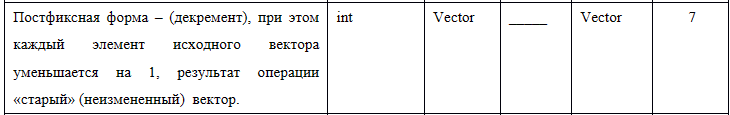 Постфиксная форма – (декремент), при этом каждый элемент исходного вектора уменьшается на 1, результат операции «старый» (неизмененный) вектор.
int
Vector
_____
Vector
7